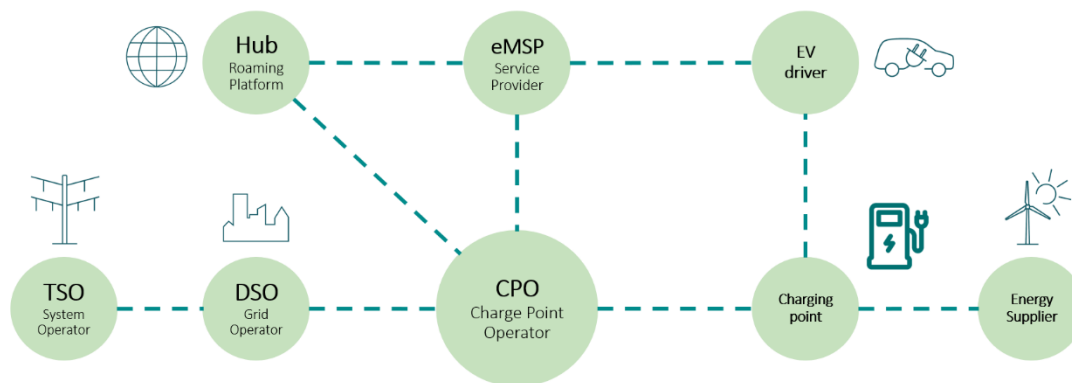 Hub
Roaming
Platform
eMSP
Service
Provider
EV
driver
TSO
System
Operator
DSO
Grid
Operator
CPO
Charge Point
Operator
Charging
point
Energy
Supplier